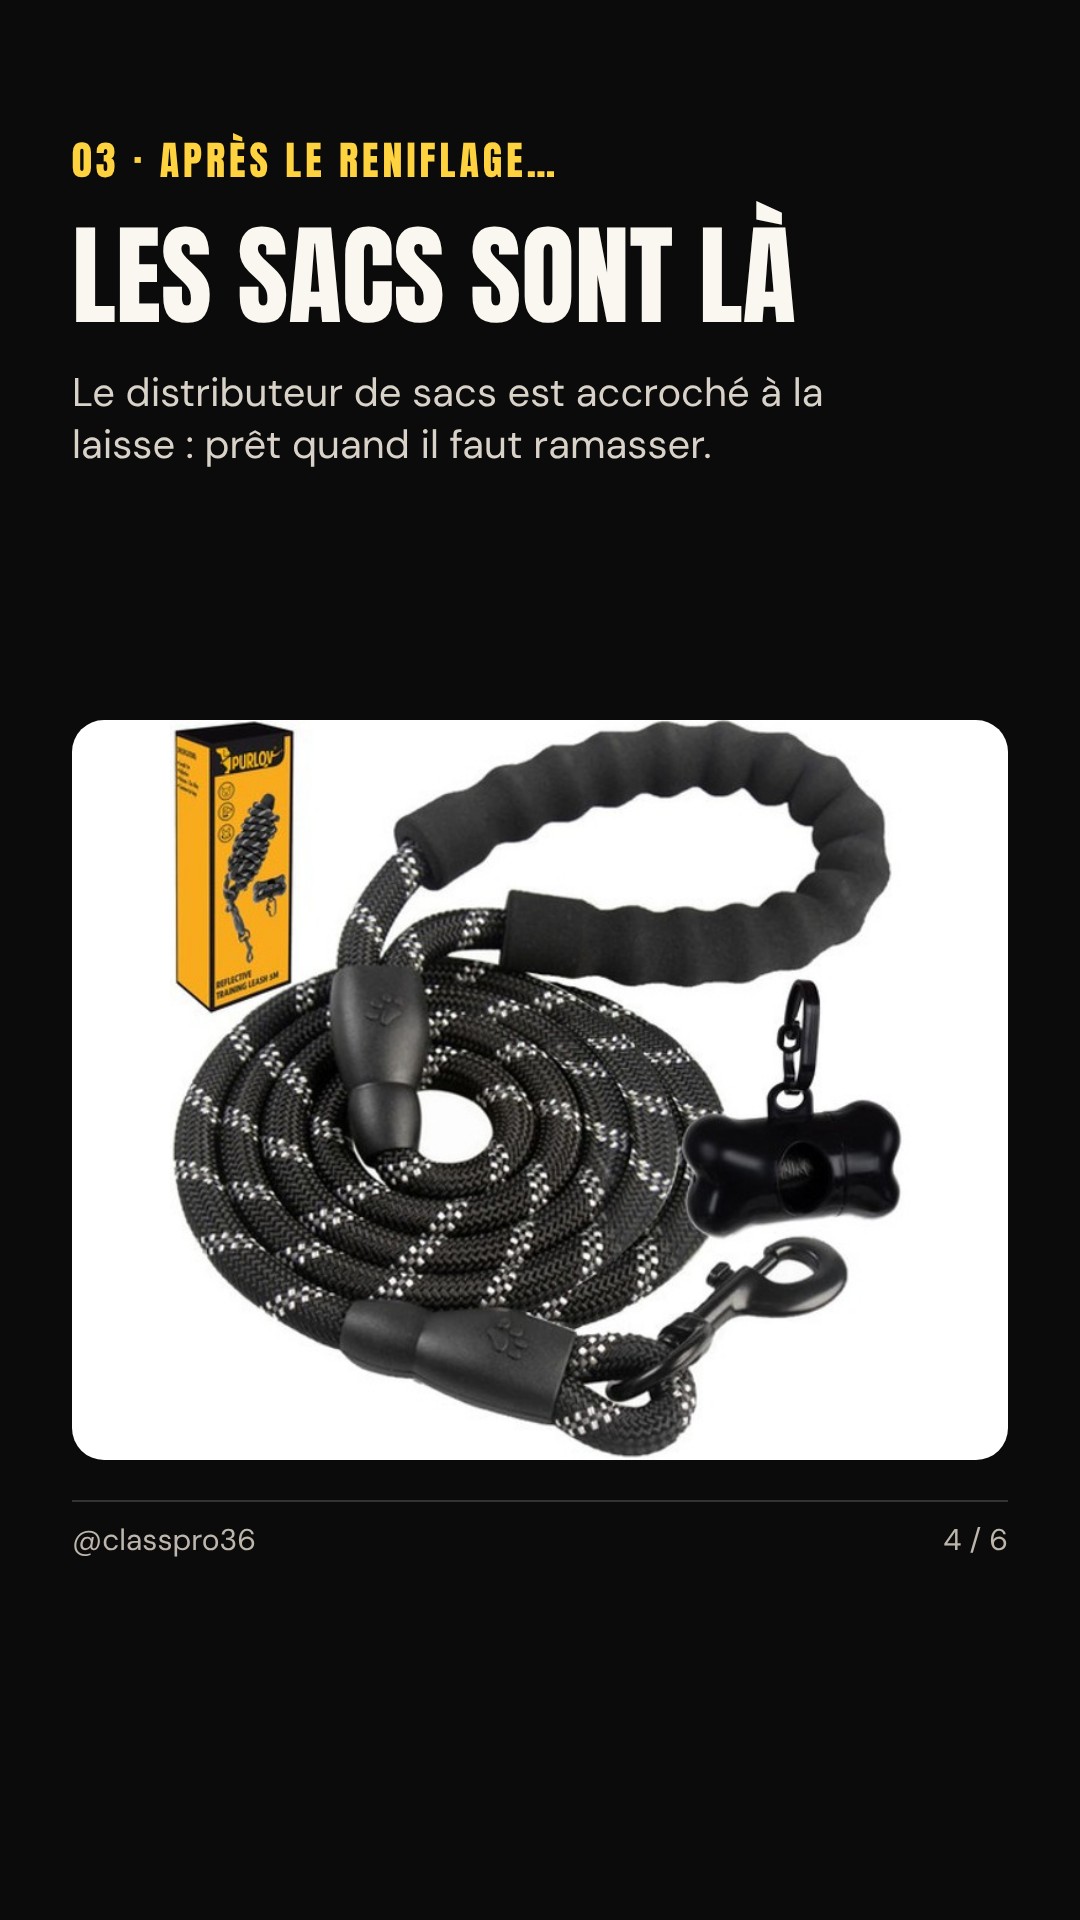 03 · APRÈS LE RENIFLAGE...
LES SACS SONT LÀ
Le distributeur de sacs est accroché à la
laisse : prêt quand il faut ramasser.
PURLOV
REFLECTIVE
TRAINING LEASH 5M
@classpro36
4 / 6